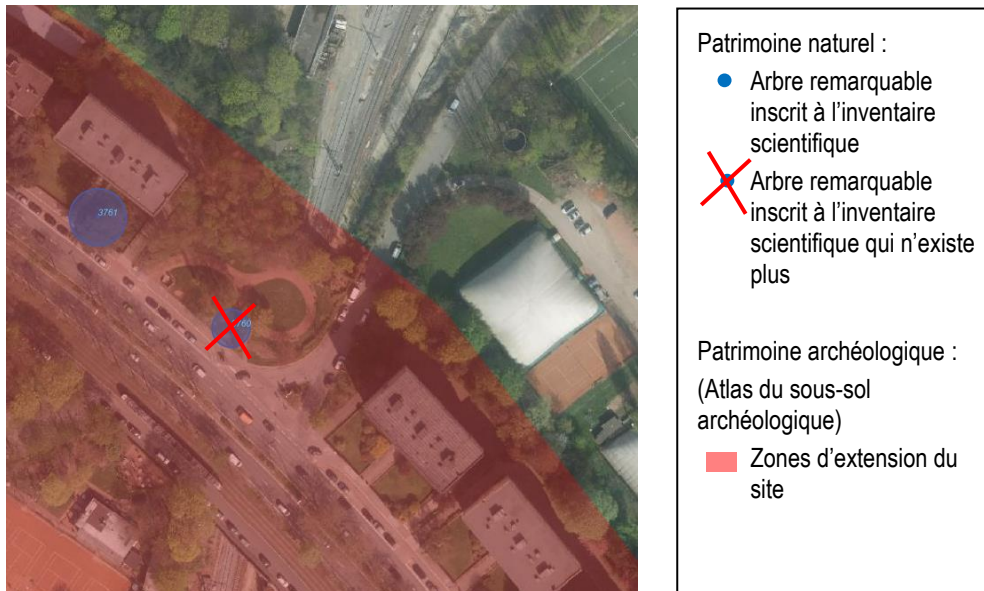 3761
3760
Patrimoine naturel :
Arbre remarquable
inscrit à l'inventaire
scientifique
Arbre remarquable
inscrit à l'inventaire
scientifique qui n'existe
plus
Patrimoine archéologique :
(Atlas du sous-sol
archéologique)
Zones d'extension du
site